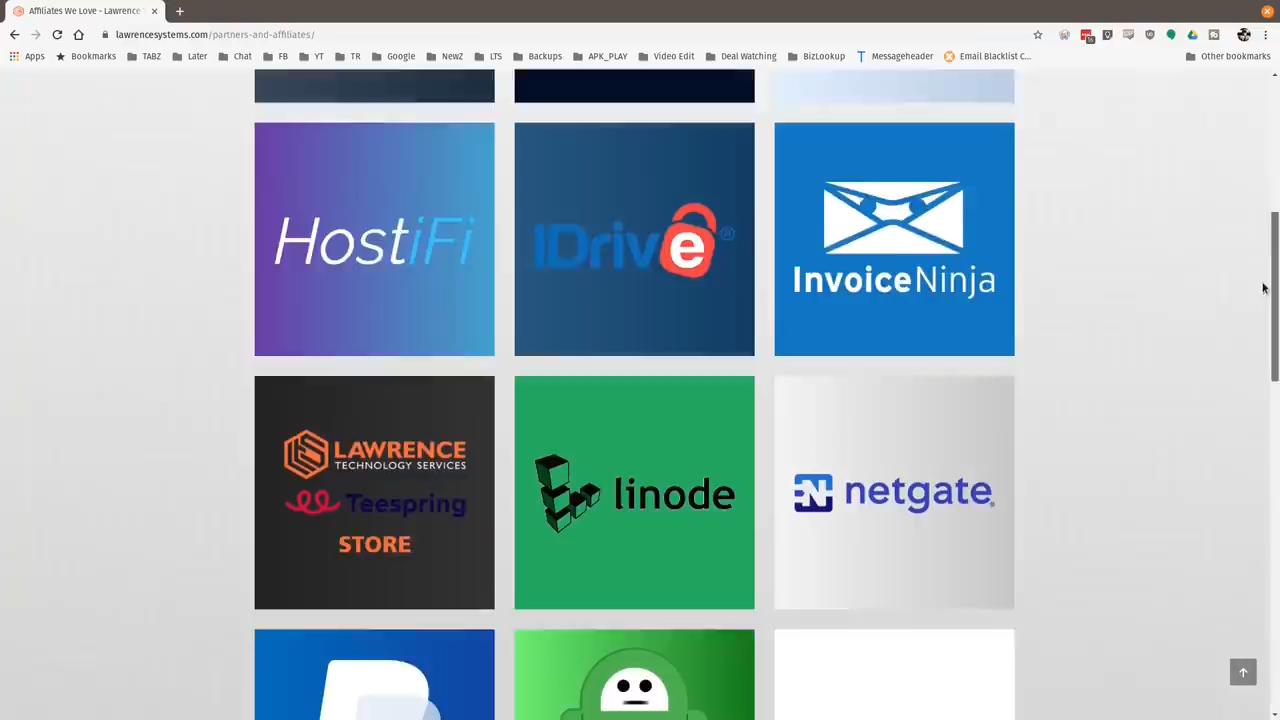 Affiliates We Love - Lawrence
lawrencesystems.com/partners-and-affiliates/
Apps Bookmarks TABZ Later Chat FB YT TR Google NewZ LTS Backups APK_PLAY Video Edit Deal Watching BizLookup Messageheader Email Blacklist C... Other bookmarks
HostiFi
IDrive®
InvoiceNinja
LAWRENCE
TECHNOLOGY SERVICES
Teespring
STORE
linode
netgate®